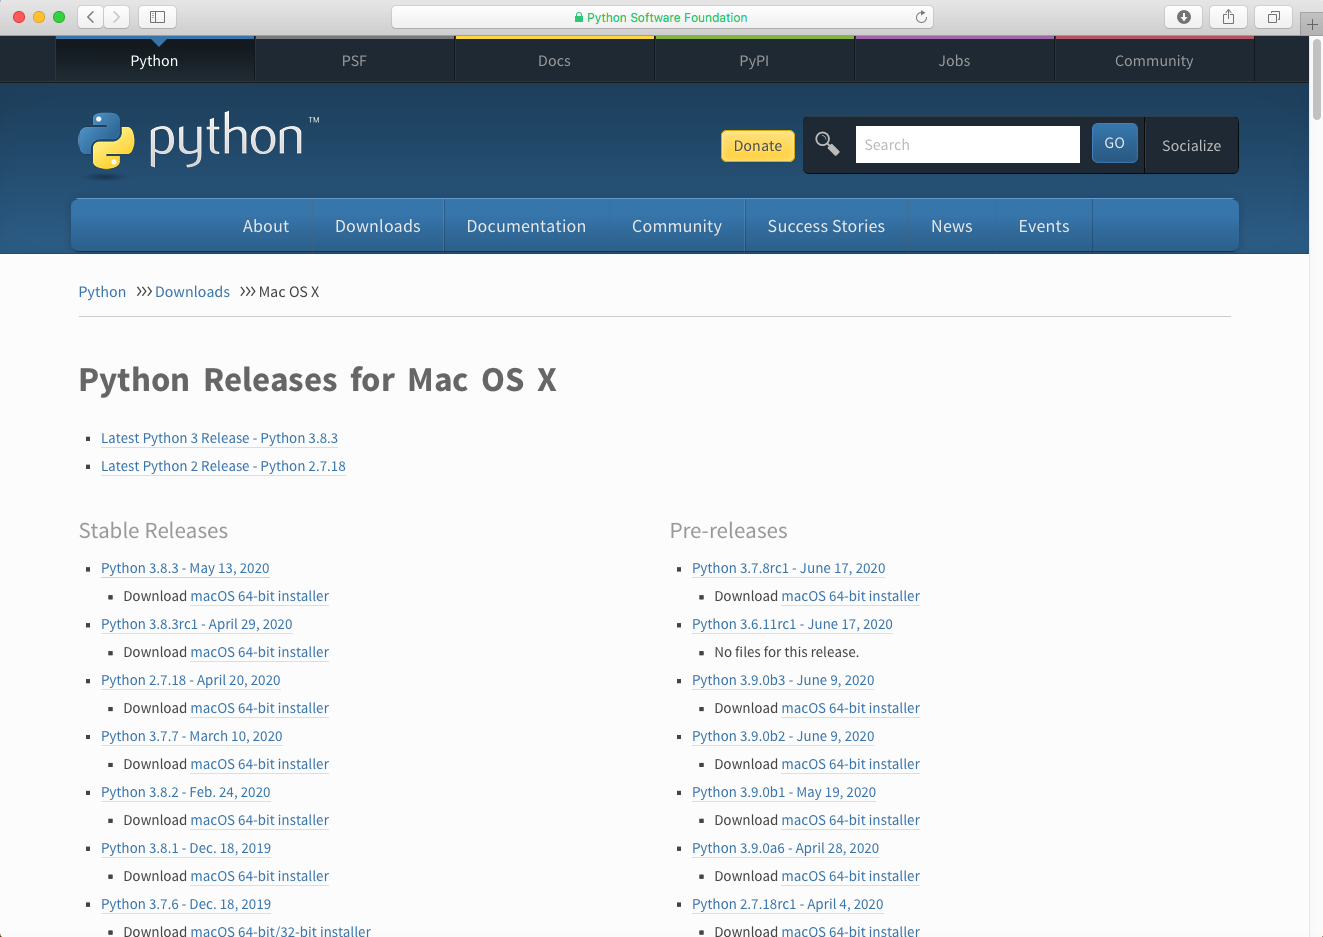 Python Software Foundation
Python PSF Docs PyPI Jobs Community
python™
Donate Search GO Socialize
About Downloads Documentation Community Success Stories News Events
Python >>> Downloads >>> Mac OS X
Python Releases for Mac OS X
Latest Python 3 Release - Python 3.8.3
Latest Python 2 Release - Python 2.7.18
Stable Releases
Python 3.8.3 - May 13, 2020
Download macOS 64-bit installer
Python 3.8.3rc1 - April 29, 2020
Download macOS 64-bit installer
Python 2.7.18 - April 20, 2020
Download macOS 64-bit installer
Python 3.7.7 - March 10, 2020
Download macOS 64-bit installer
Python 3.8.2 - Feb. 24, 2020
Download macOS 64-bit installer
Python 3.8.1 - Dec. 18, 2019
Download macOS 64-bit installer
Python 3.7.6 - Dec. 18, 2019
Download macOS 64-bit/32-bit installer
Pre-releases
Python 3.7.8rc1 - June 17, 2020
Download macOS 64-bit installer
Python 3.6.11rc1 - June 17, 2020
No files for this release.
Python 3.9.0b3 - June 9, 2020
Download macOS 64-bit installer
Python 3.9.0b2 - June 9, 2020
Download macOS 64-bit installer
Python 3.9.0b1 - May 19, 2020
Download macOS 64-bit installer
Python 3.9.0a6 - April 28, 2020
Download macOS 64-bit installer
Python 2.7.18rc1 - April 4, 2020
Download macOS 64-bit installer